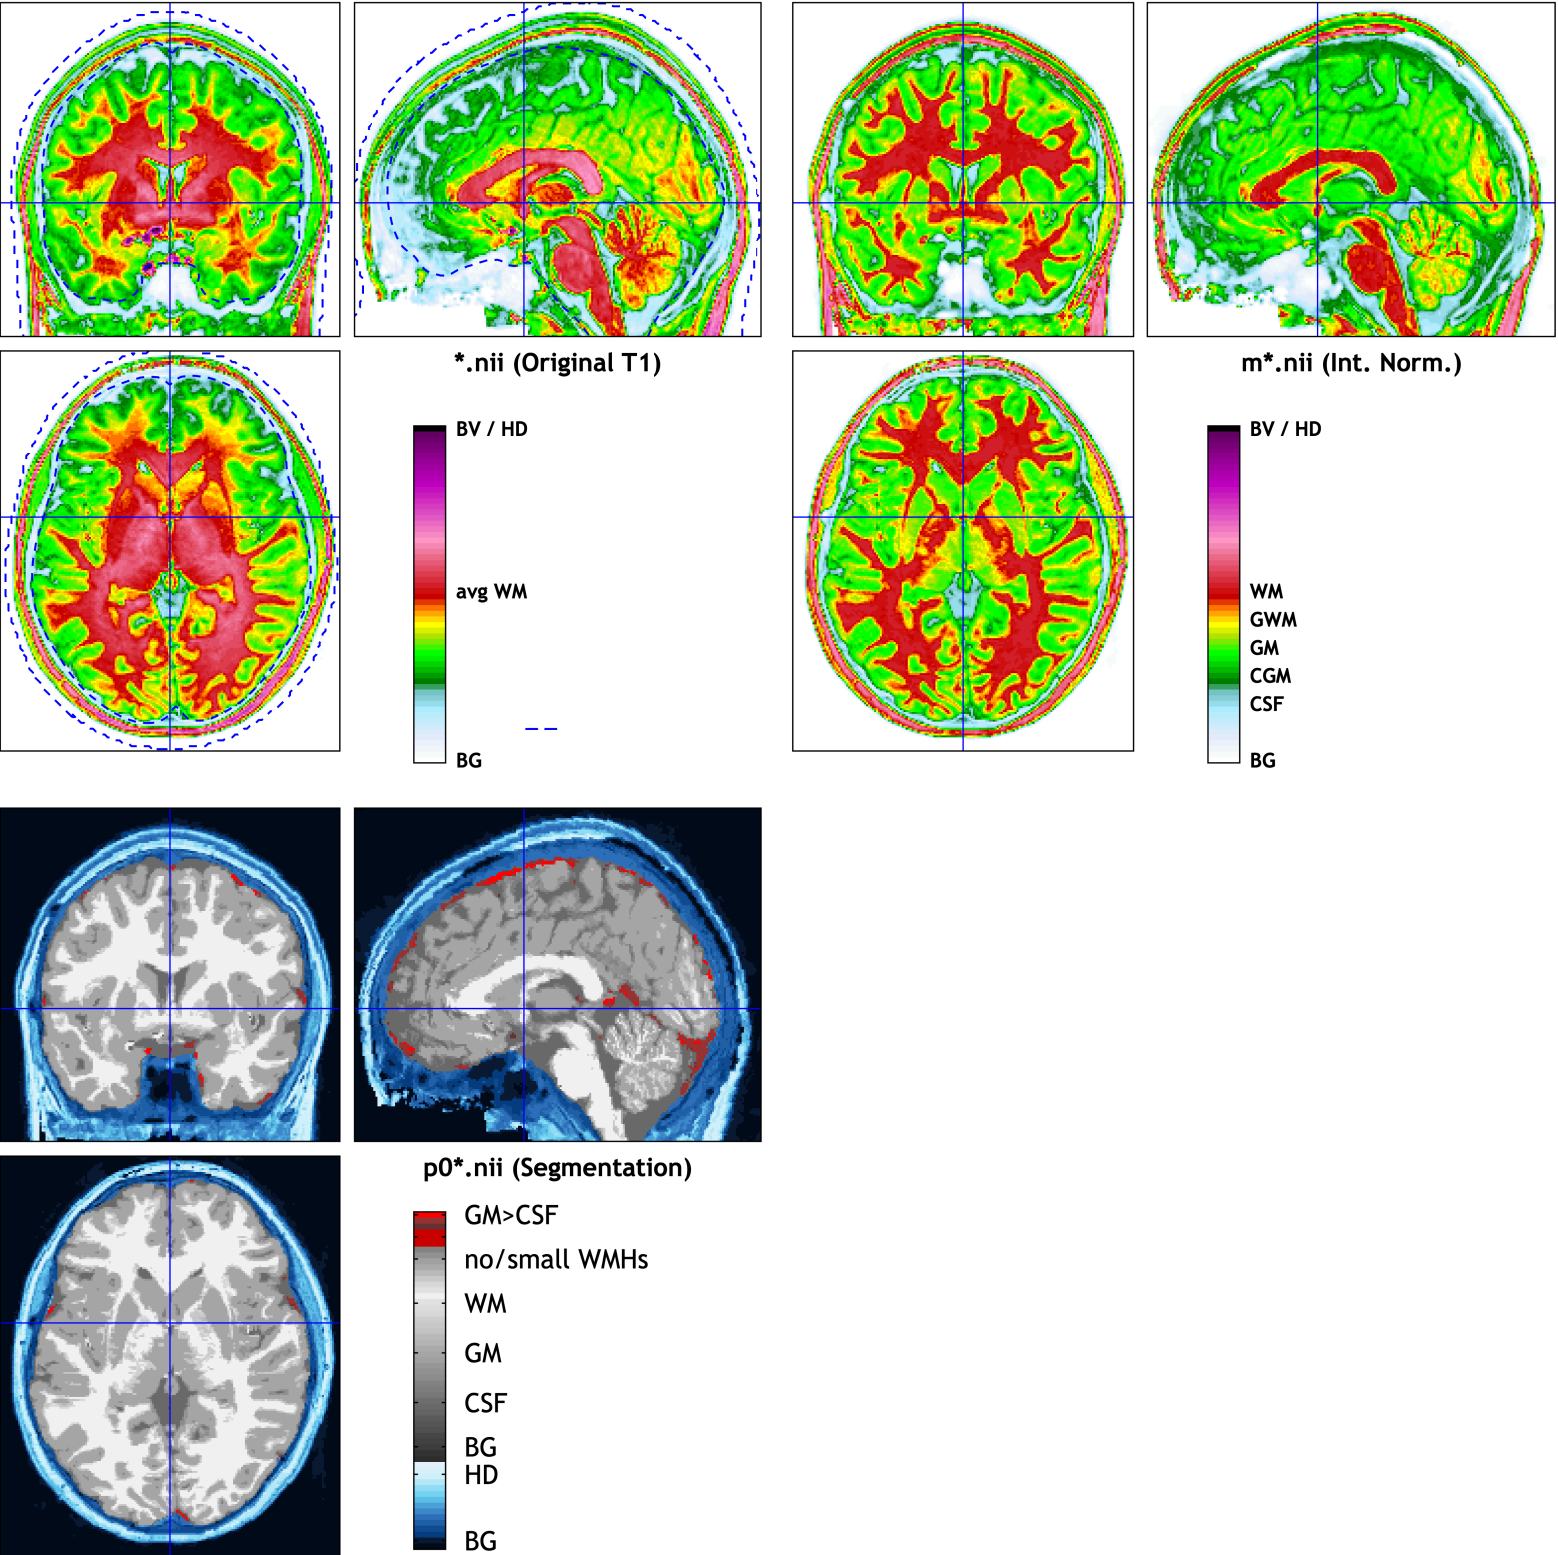 *.nii (Original T1)
BV / HD
avg WM
BG
m*.nii (Int. Norm.)
BV / HD
WM
GWM
GM
CGM
CSF
BG
p0*.nii (Segmentation)
GM>CSF
no/small WMHs
WM
GM
CSF
BG
HD
BG